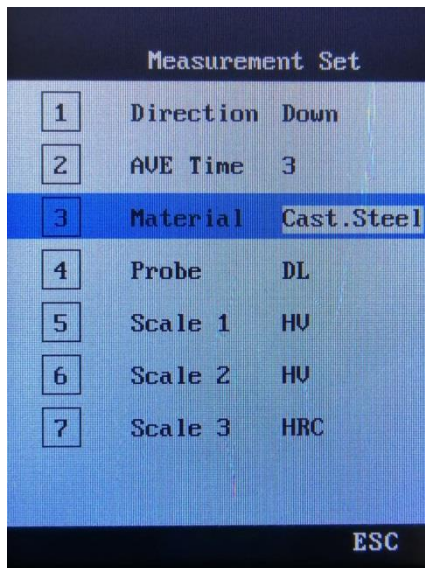 Measurement Set
1 Direction Down
2 AVE Time 3
3 Material Cast.Steel
4 Probe DL
5 Scale 1 HV
6 Scale 2 HV
7 Scale 3 HRC
ESC